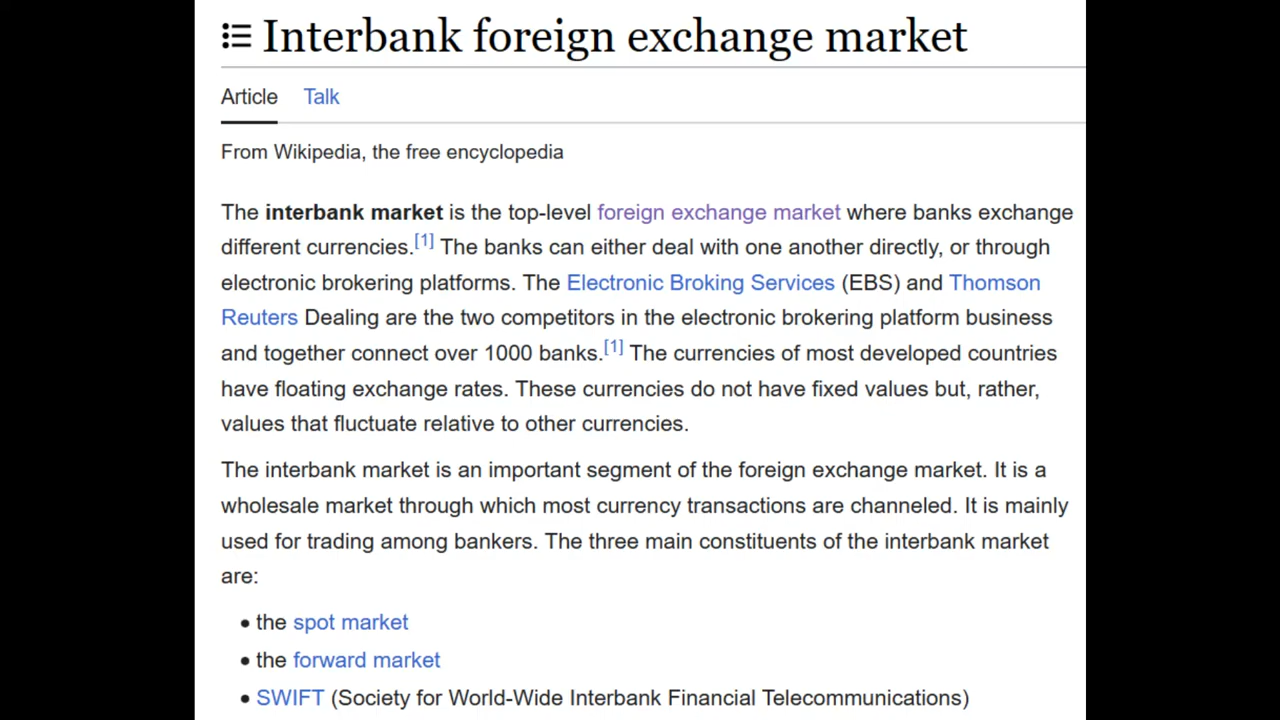 Interbank foreign exchange market
Article Talk
From Wikipedia, the free encyclopedia
The interbank market is the top-level foreign exchange market where banks exchange
different currencies.[1] The banks can either deal with one another directly, or through
electronic brokering platforms. The Electronic Broking Services (EBS) and Thomson
Reuters Dealing are the two competitors in the electronic brokering platform business
and together connect over 1000 banks.[1] The currencies of most developed countries
have floating exchange rates. These currencies do not have fixed values but, rather,
values that fluctuate relative to other currencies.
The interbank market is an important segment of the foreign exchange market. It is a
wholesale market through which most currency transactions are channeled. It is mainly
used for trading among bankers. The three main constituents of the interbank market
are:
• the spot market
• the forward market
• SWIFT (Society for World-Wide Interbank Financial Telecommunications)